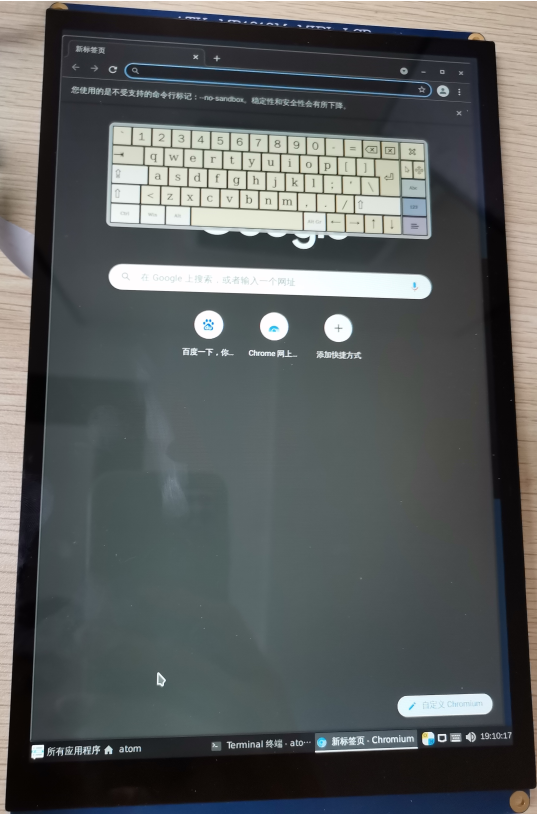 新标签页
您使用的是不受支持的命令行标记：--no-sandbox。稳定性和安全性会有所下降。
` 1 2 3 4 5 6 7 8 9 0 - =
q w e r t y u i o p [ ]
a s d f g h j k l ; ' \
< z x c v b n m , . /
Ctrl Win Alt Alt Gr
Google
在 Google 上搜索，或者输入一个网址
百度一下，你... Chrome 网上... 添加快捷方式
自定义 Chromium
所有应用程序 atom Terminal 终端 - ato... 新标签页 - Chromium 19:10:17